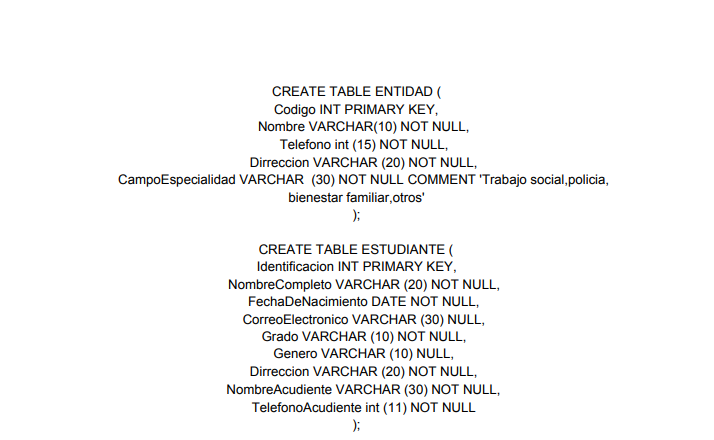 CREATE TABLE ENTIDAD (
Codigo INT PRIMARY KEY,
Nombre VARCHAR(10) NOT NULL,
Telefono int (15) NOT NULL,
Dirreccion VARCHAR (20) NOT NULL,
CampoEspecialidad VARCHAR  (30) NOT NULL COMMENT 'Trabajo social,policia,
bienestar familiar,otros'
);
CREATE TABLE ESTUDIANTE (
Identificacion INT PRIMARY KEY,
NombreCompleto VARCHAR (20) NOT NULL,
FechaDeNacimiento DATE NOT NULL,
CorreoElectronico VARCHAR (30) NULL,
Grado VARCHAR (10) NOT NULL,
Genero VARCHAR (10) NULL,
Dirreccion VARCHAR (20) NOT NULL,
NombreAcudiente VARCHAR (30) NOT NULL,
TelefonoAcudiente int (11) NOT NULL
);